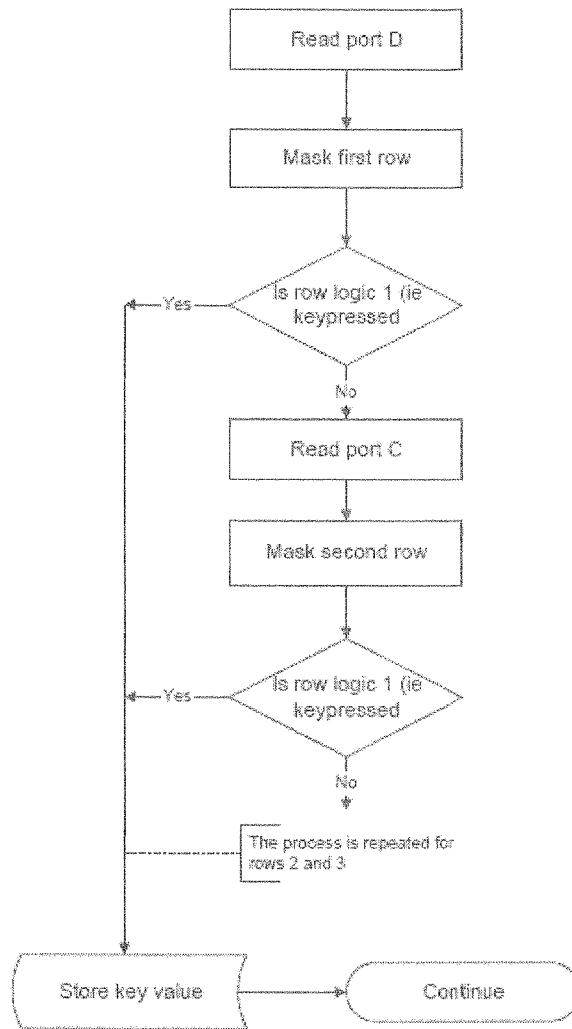 Read port D
Mask first row
Is row logic 1 (ie
keypressed
Yes
No
Read port C
Mask second row
Is row logic 1 (ie
keypressed
Yes
No
The process is repeated for
rows 2 and 3
Store key value
Continue